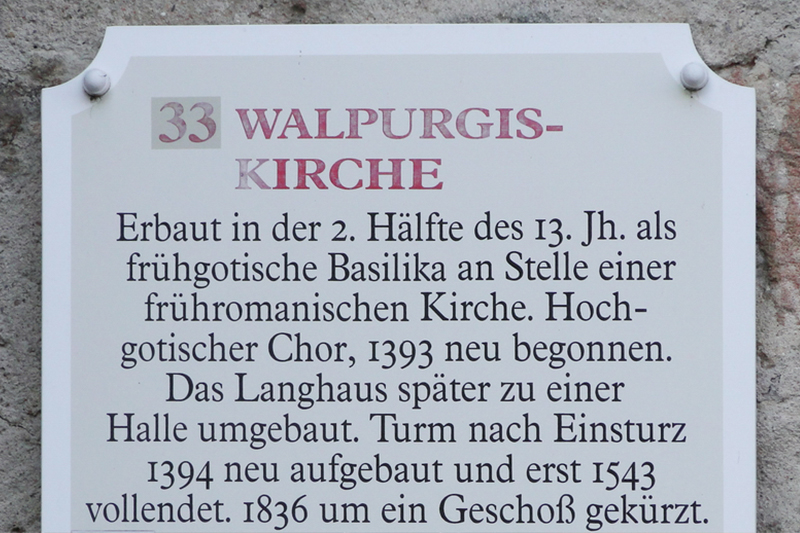 33 WALPURGIS-
KIRCHE
Erbaut in der 2. Hälfte des 13. Jh. als
frühgotische Basilika an Stelle einer
frühromanischen Kirche. Hoch-
gotischer Chor, 1393 neu begonnen.
Das Langhaus später zu einer
Halle umgebaut. Turm nach Einsturz
1394 neu aufgebaut und erst 1543
vollendet. 1836 um ein Geschoß gekürzt.